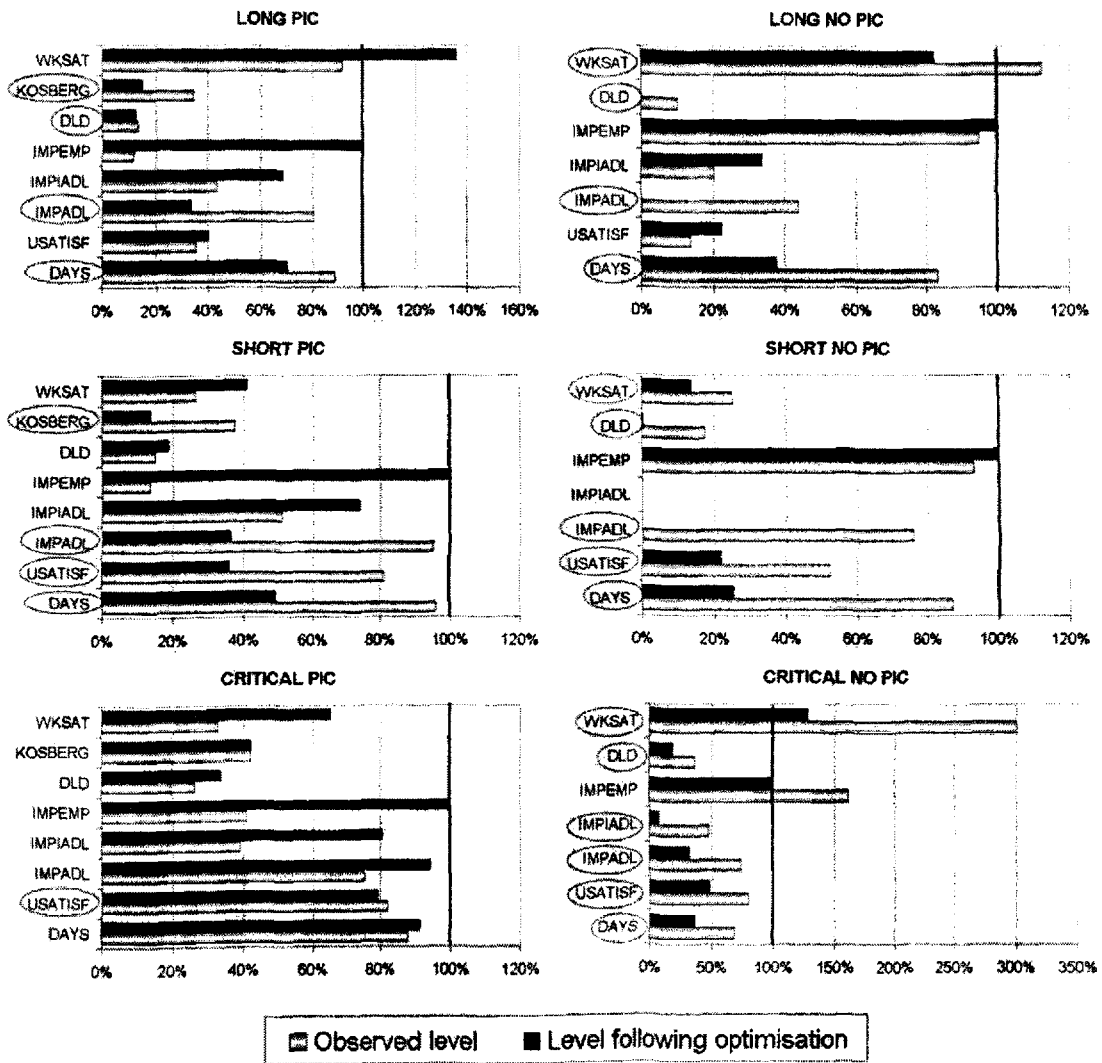 LONG PIC
WKSAT
KOSBERG
DLD
IMPEMP
IMPIADL
IMPADL
USATISF
DAYS
0% 20% 40% 60% 80% 100% 120% 140% 160%
LONG NO PIC
WKSAT
DLD
IMPEMP
IMPIADL
IMPADL
USATISF
DAYS
0% 20% 40% 60% 80% 100% 120%
SHORT PIC
WKSAT
KOSBERG
DLD
IMPEMP
IMPIADL
IMPADL
USATISF
DAYS
0% 20% 40% 60% 80% 100% 120%
SHORT NO PIC
WKSAT
DLD
IMPEMP
IMPIADL
IMPADL
USATISF
DAYS
0% 20% 40% 60% 80% 100% 120%
CRITICAL PIC
WKSAT
KOSBERG
DLD
IMPEMP
IMPIADL
IMPADL
USATISF
DAYS
0% 20% 40% 60% 80% 100% 120%
CRITICAL NO PIC
WKSAT
DLD
IMPEMP
IMPIADL
IMPADL
USATISF
DAYS
0% 50% 100% 150% 200% 250% 300% 350%
Observed level Level following optimisation